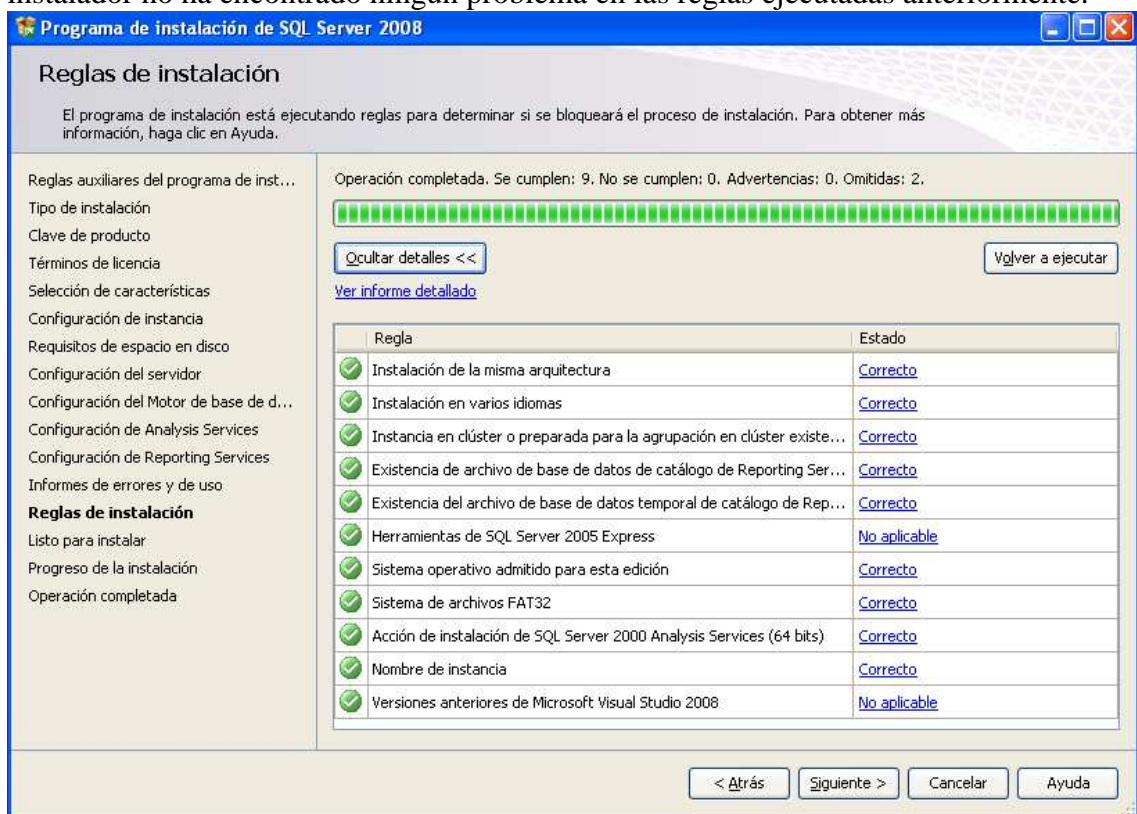 instalador no ha encontrado ningún problema en las reglas ejecutadas anteriormente.
Programa de instalación de SQL Server 2008
Reglas de instalación
El programa de instalación está ejecutando reglas para determinar si se bloqueará el proceso de instalación. Para obtener más
información, haga clic en Ayuda.
Reglas auxiliares del programa de inst...
Tipo de instalación
Clave de producto
Términos de licencia
Selección de características
Configuración de instancia
Requisitos de espacio en disco
Configuración del servidor
Configuración del Motor de base de d...
Configuración de Analysis Services
Configuración de Reporting Services
Informes de errores y de uso
Reglas de instalación
Listo para instalar
Progreso de la instalación
Operación completada
Operación completada. Se cumplen: 9. No se cumplen: 0. Advertencias: 0. Omitidas: 2.
Ocultar detalles <<
Volver a ejecutar
Ver informe detallado
Regla Estado
Instalación de la misma arquitectura Correcto
Instalación en varios idiomas Correcto
Instancia en clúster o preparada para la agrupación en clúster existe... Correcto
Existencia de archivo de base de datos de catálogo de Reporting Ser... Correcto
Existencia del archivo de base de datos temporal de catálogo de Rep... Correcto
Herramientas de SQL Server 2005 Express No aplicable
Sistema operativo admitido para esta edición Correcto
Sistema de archivos FAT32 Correcto
Acción de instalación de SQL Server 2000 Analysis Services (64 bits) Correcto
Nombre de instancia Correcto
Versiones anteriores de Microsoft Visual Studio 2008 No aplicable
< Atrás Siguiente > Cancelar Ayuda